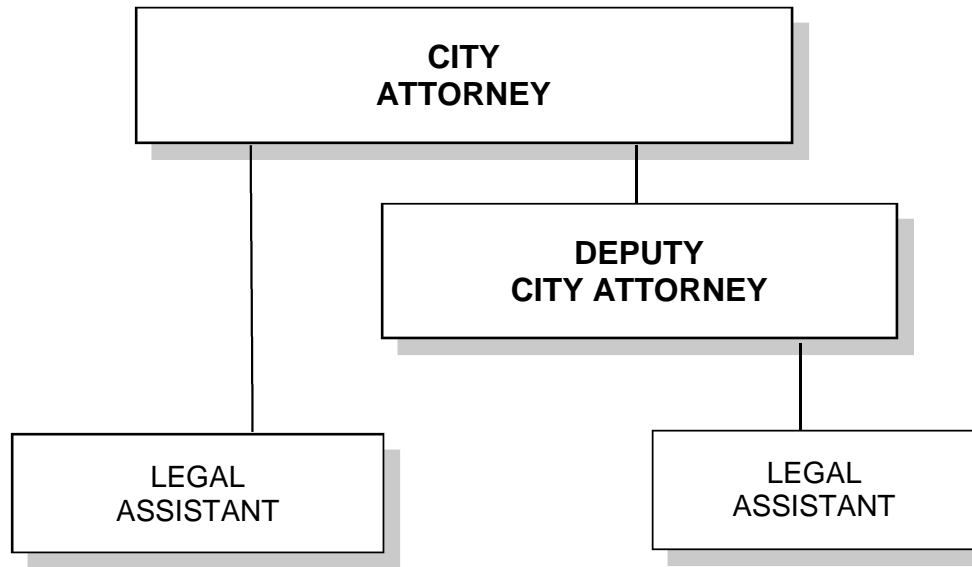 CITY
ATTORNEY
DEPUTY
CITY ATTORNEY
LEGAL
ASSISTANT
LEGAL
ASSISTANT